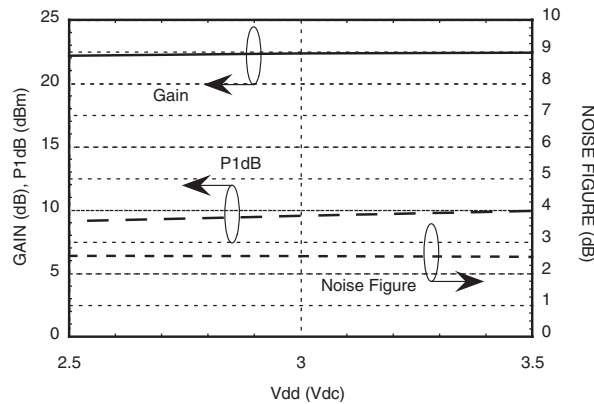 25
20
15
10
5
0
GAIN (dB), P1dB (dBm)
10
9
8
7
6
5
4
3
2
1
0
NOISE FIGURE (dB)
Gain
P1dB
Noise Figure
2.5 3 3.5
Vdd (Vdc)